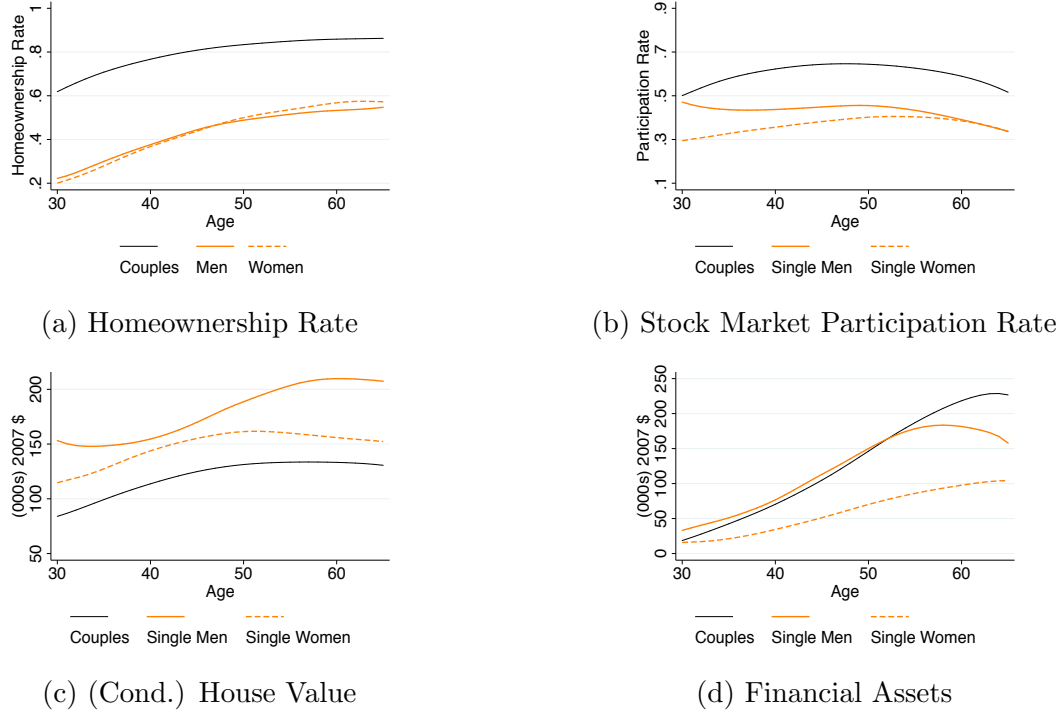 Homeownership Rate
1
.8
.6
.4
.2
30 40 50 60
Age
Couples Men Women
(a) Homeownership Rate
Participation Rate
.9
.7
.5
.3
.1
30 40 50 60
Age
Couples Single Men Single Women
(b) Stock Market Participation Rate
(000s) 2007 $
200
150
100
50
30 40 50 60
Age
Couples Single Men Single Women
(c) (Cond.) House Value
(000s) 2007 $
250
200
150
100
50
0
30 40 50 60
Age
Couples Single Men Single Women
(d) Financial Assets